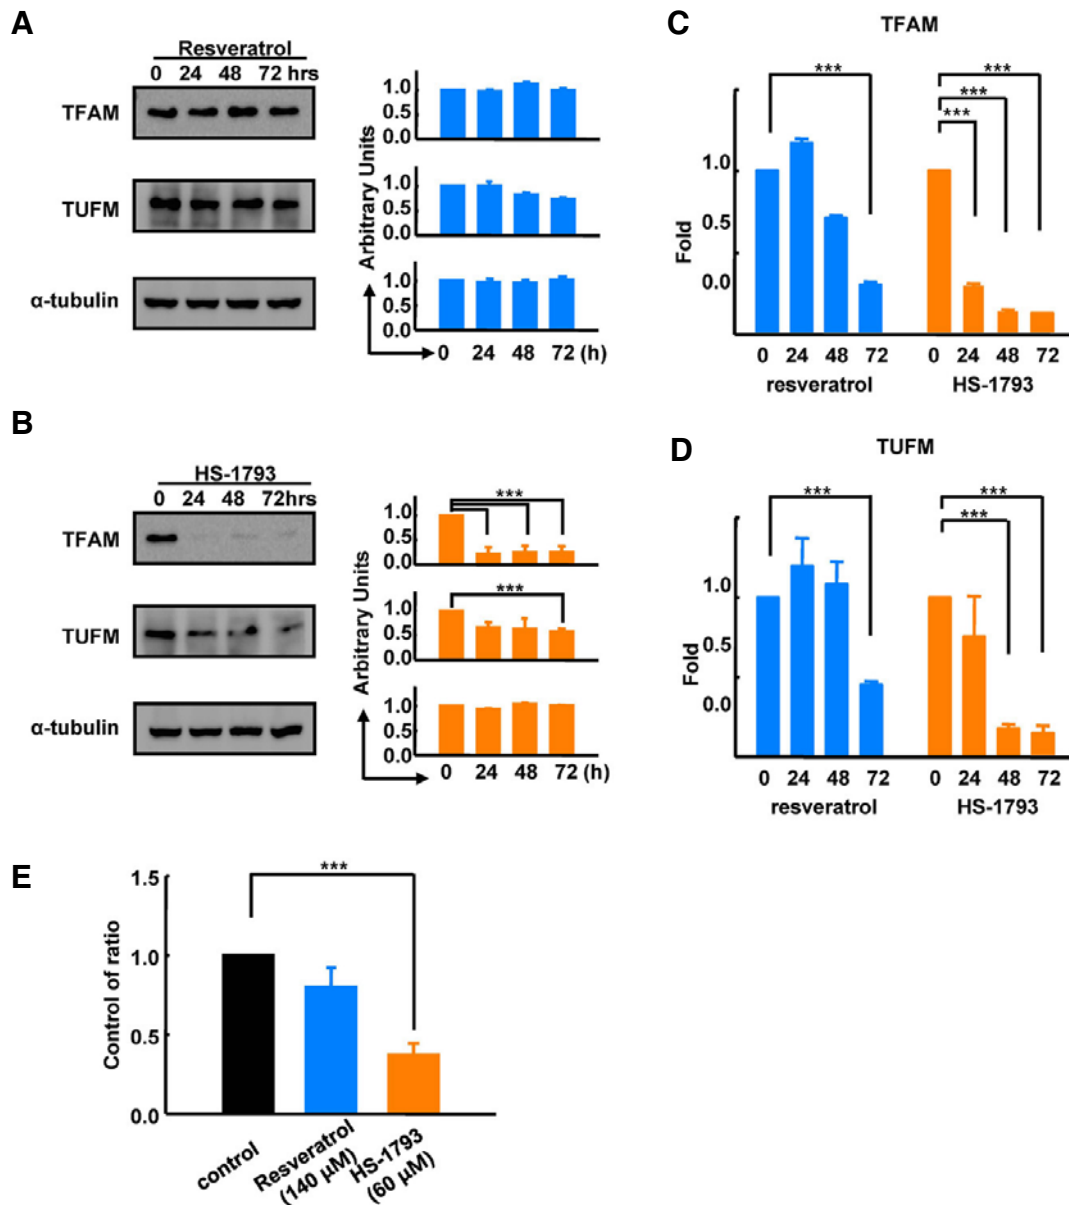 A
Resveratrol
0 24 48 72 hrs
TFAM
TUFM
α-tubulin
Arbitrary Units
1.0
0.5
0.0
1.0
0.5
0.0
1.0
0.5
0.0
0 24 48 72 (h)
B
HS-1793
0 24 48 72hrs
TFAM
TUFM
α-tubulin
Arbitrary Units
***
1.0
0.5
0.0
***
1.0
0.5
0.0
1.0
0.5
0.0
0 24 48 72 (h)
C
TFAM
Fold
1.0
0.5
0.0
***
***
***
***
0 24 48 72 0 24 48 72
resveratrol HS-1793
D
TUFM
Fold
1.0
0.5
0.0
***
***
***
0 24 48 72 0 24 48 72
resveratrol HS-1793
E
Control of ratio
1.5
1.0
0.5
0.0
***
control
Resveratrol
(140 µM)
HS-1793
(60 µM)